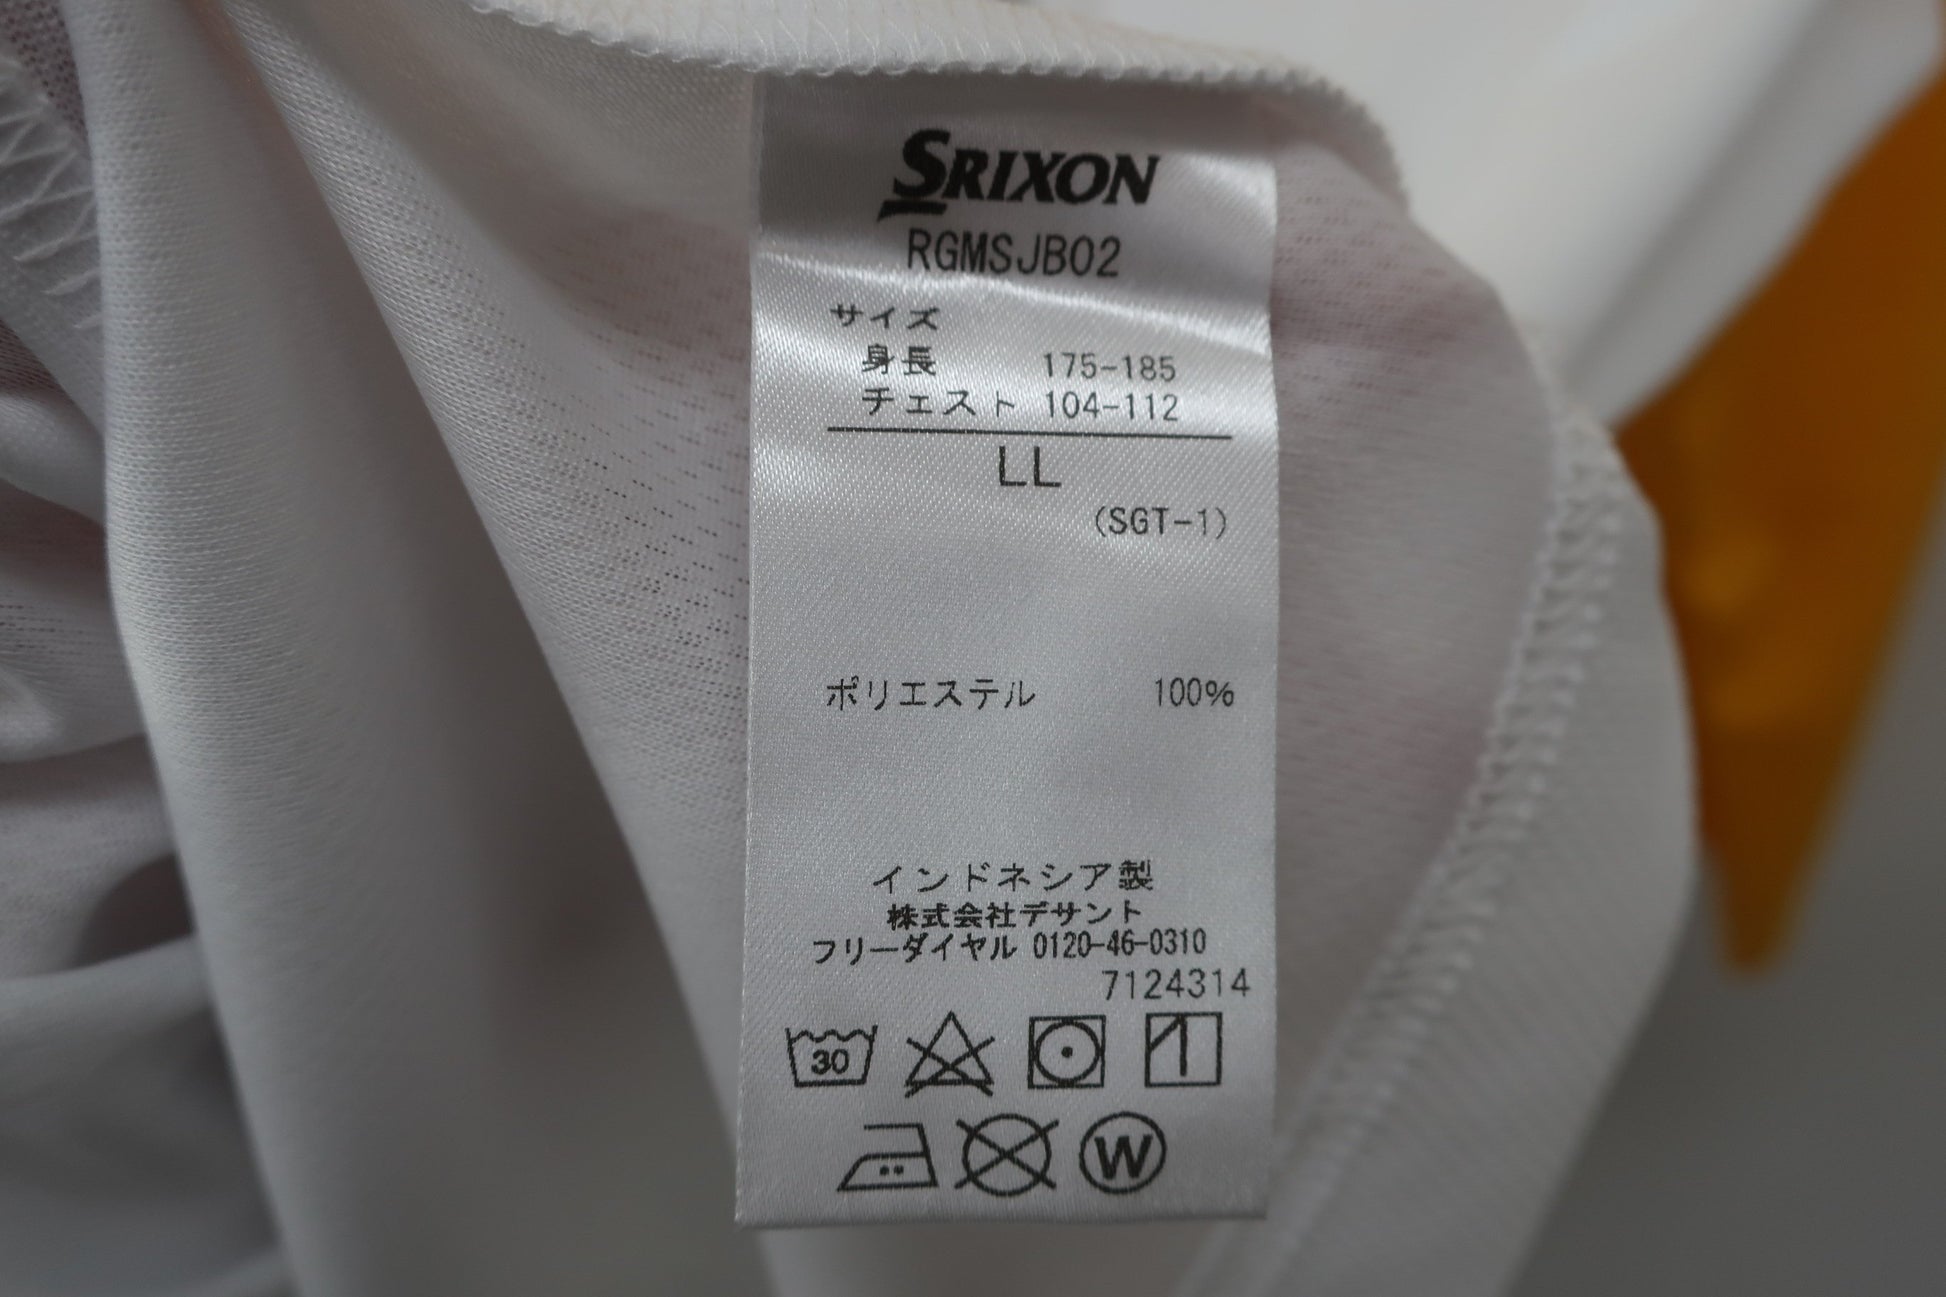 SRIXON
RGMSJB02
サイズ
身長 175-185
チェスト 104-112
LL
(SGT-1)
ポリエステル 100%
インドネシア製
株式会社デサント
フリーダイヤル 0120-46-0310
7124314
30
W